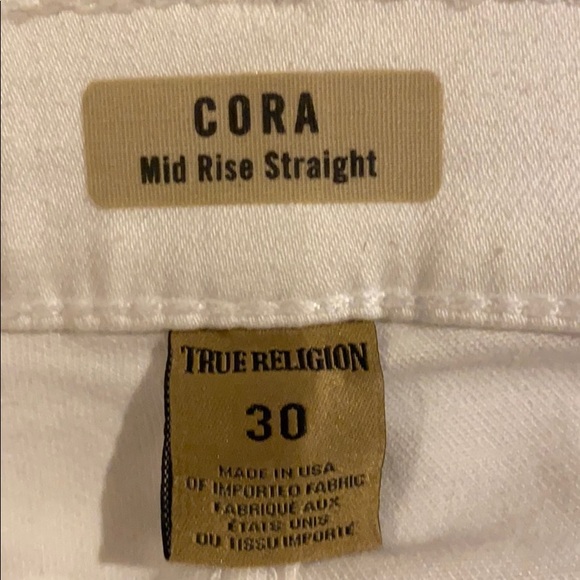 CORA
Mid Rise Straight
TRUE RELIGION
30
MADE IN USA
OF IMPORTED FABRIC
FABRIQUÉ AUX
ÉTATS UNIS
OU TISSU IMPORTÉ